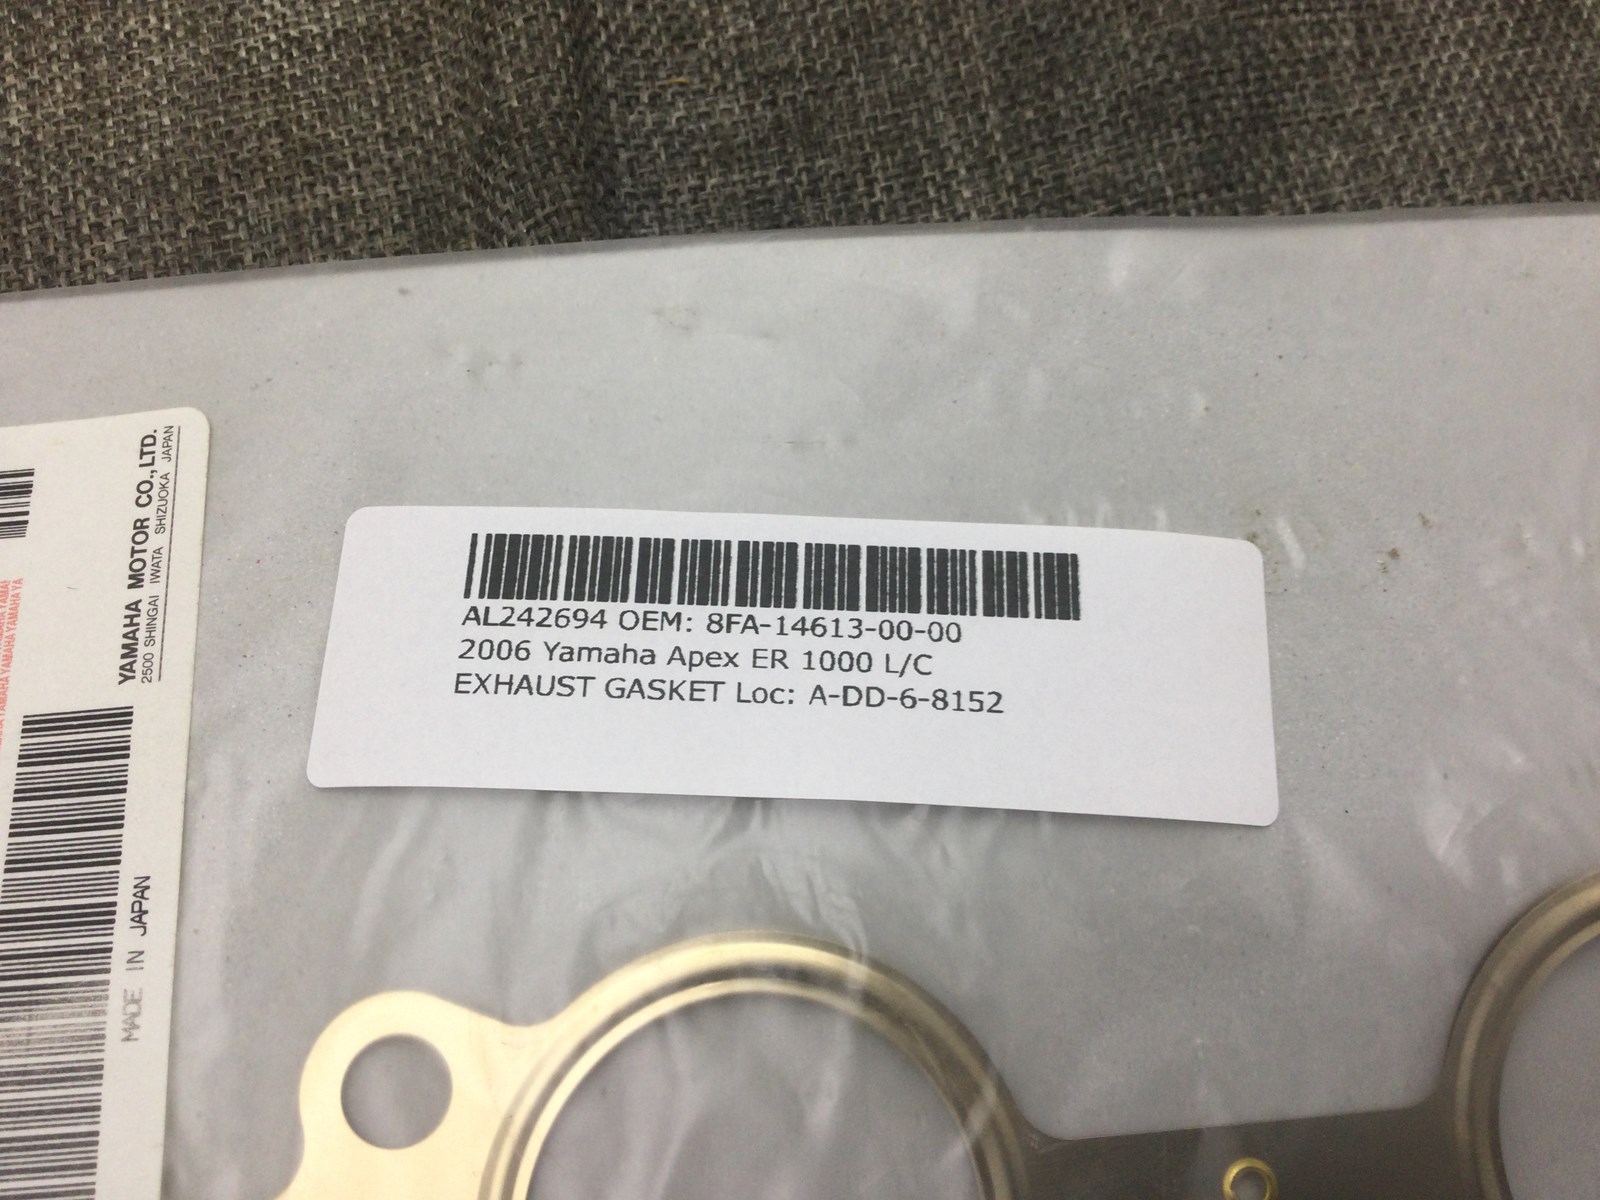 YAMAHA MOTOR CO.,LTD.
2500 SHINGAI IWATA SHIZUOKA JAPAN
MADE IN JAPAN
AL242694 OEM: 8FA-14613-00-00
2006 Yamaha Apex ER 1000 L/C
EXHAUST GASKET Loc: A-DD-6-8152